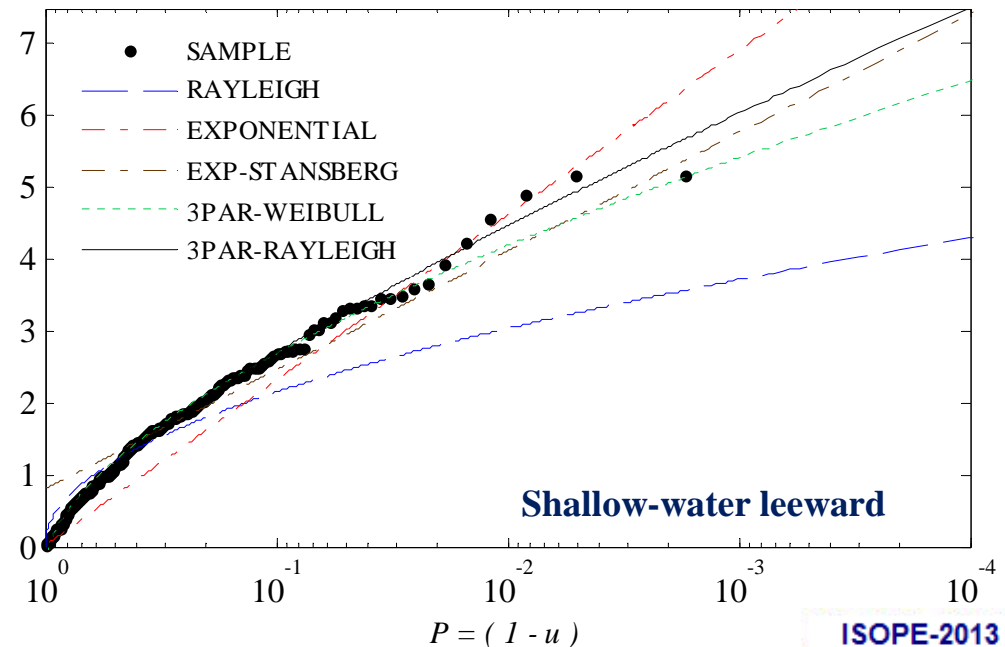 7
6
5
4
3
2
1
0
SAMPLE
RAYLEIGH
EXPONENTIAL
EXP-STANSBERG
3PAR-WEIBULL
3PAR-RAYLEIGH
Shallow-water leeward
10^0 10^-1 10^-2 10^-3 10^-4
P = ( 1 - u )
ISOPE-2013